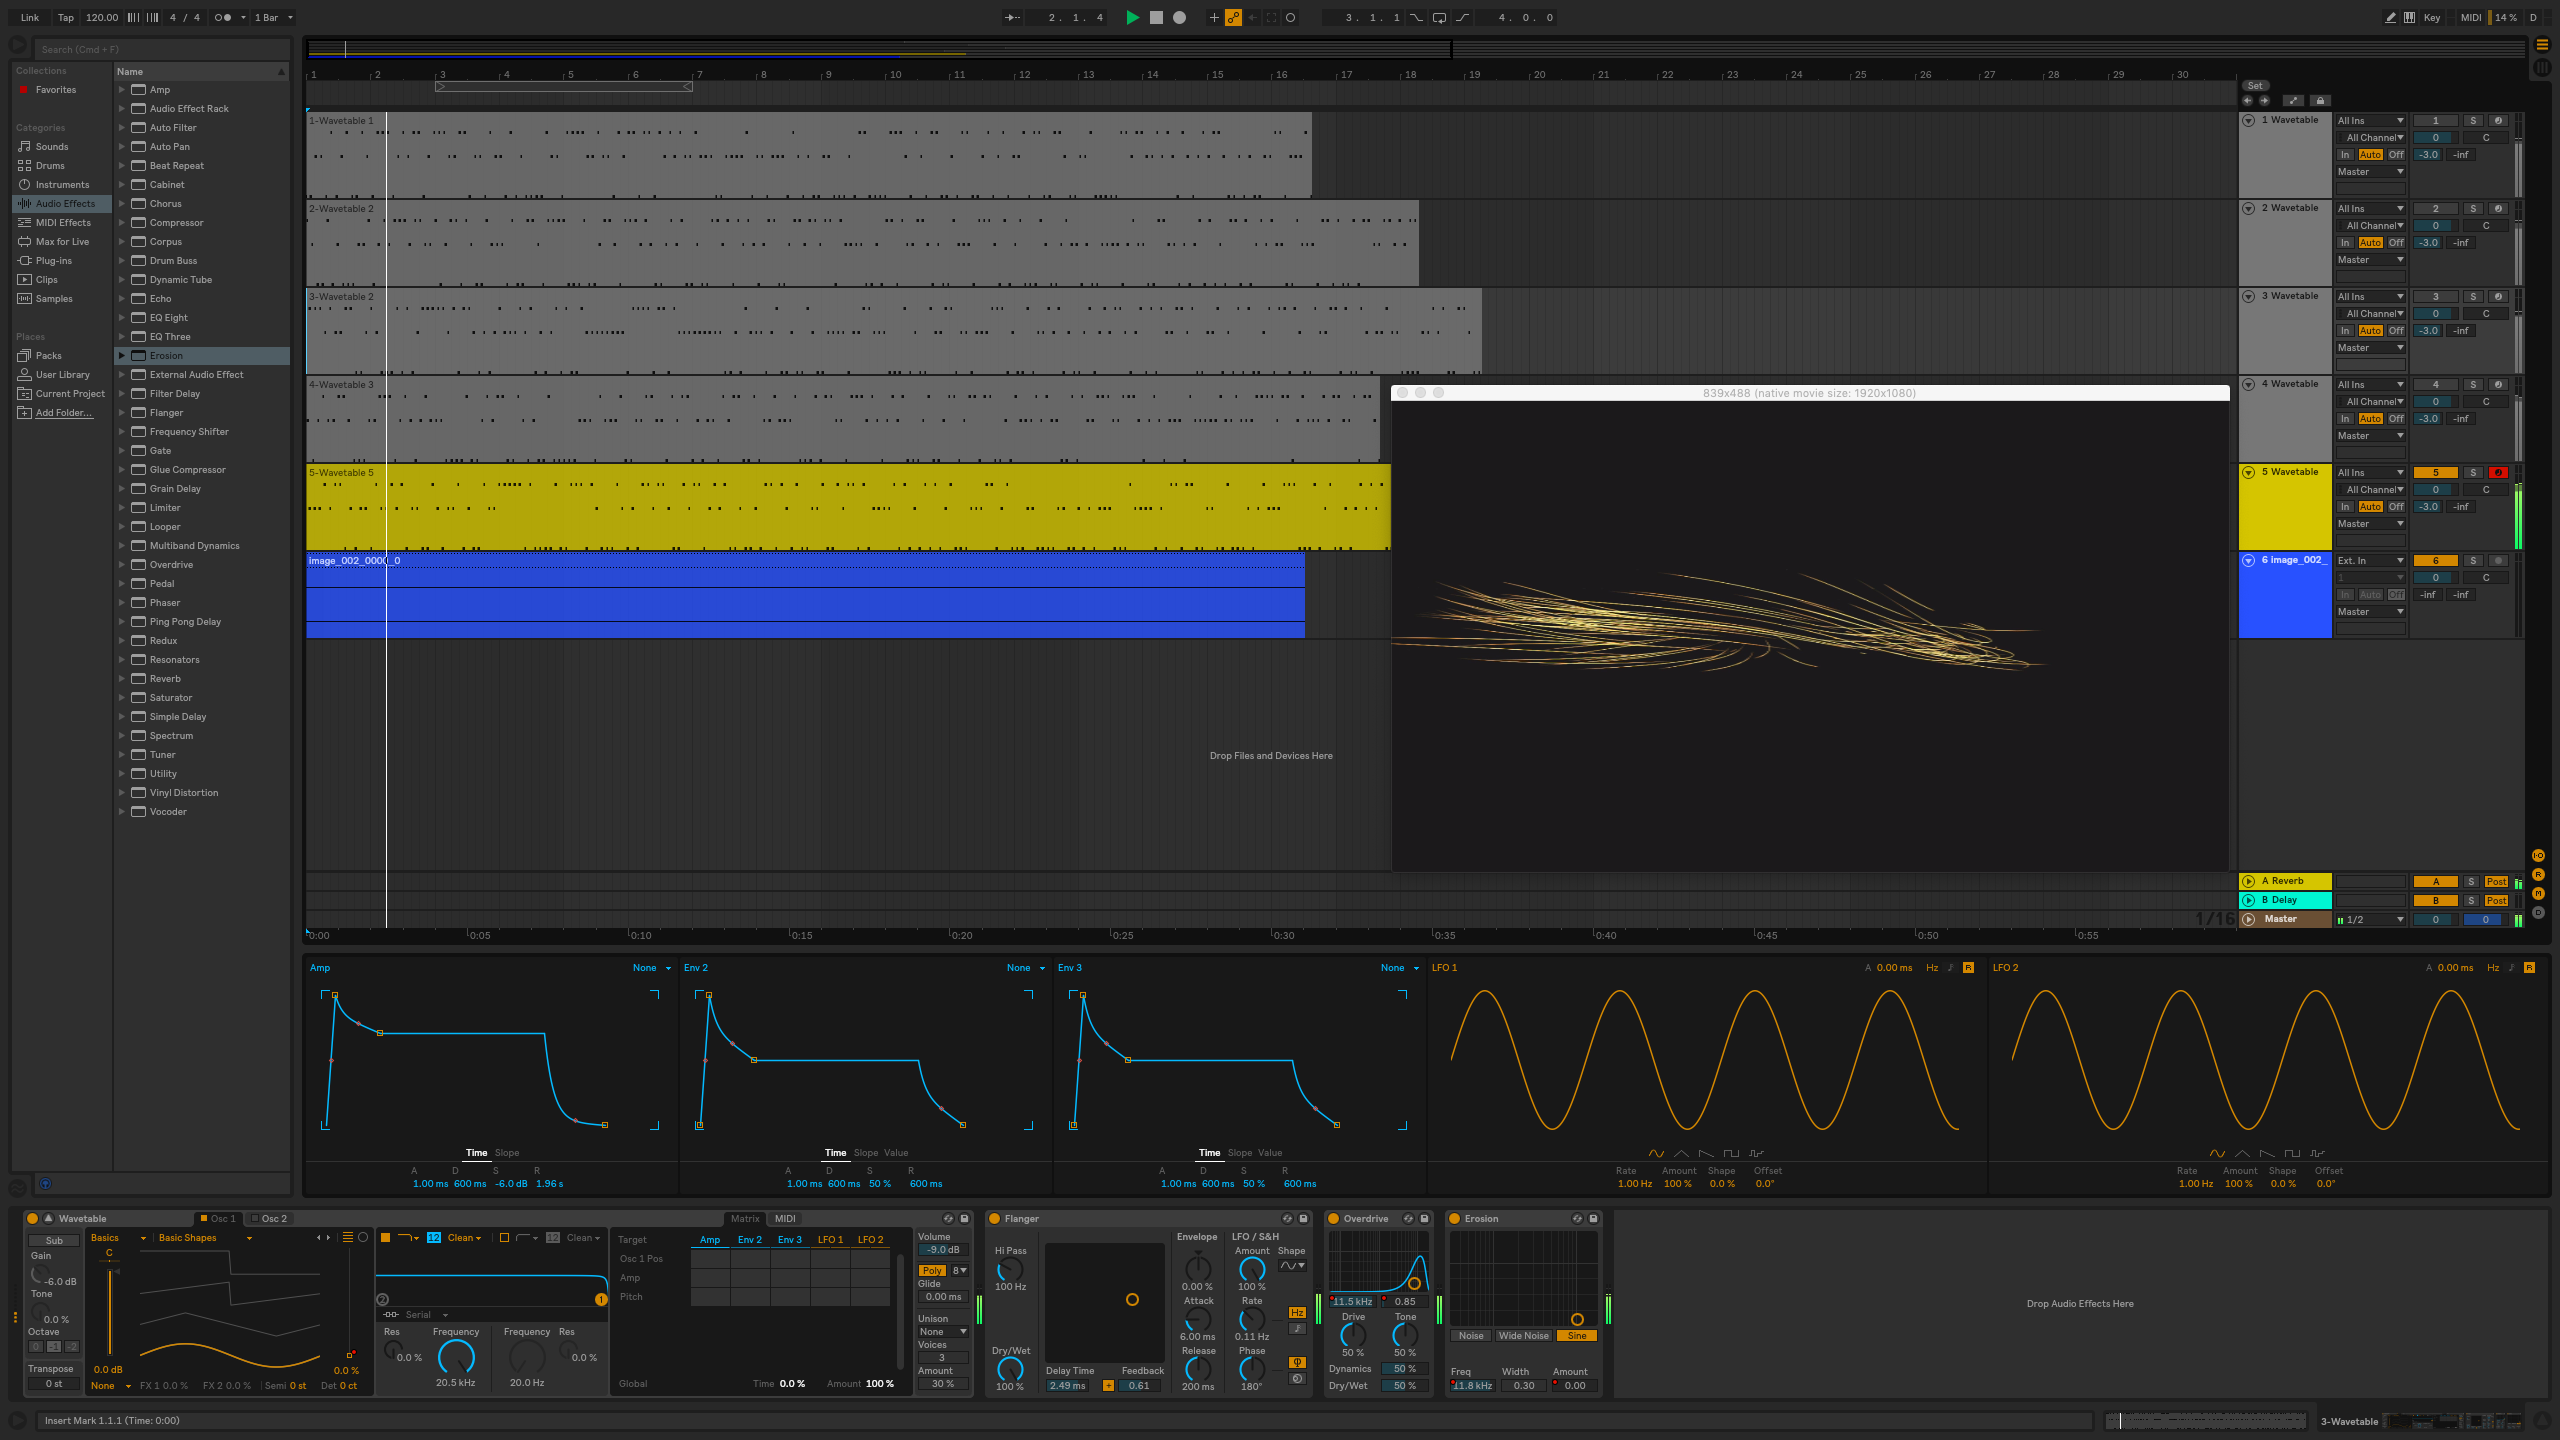 Link Tap 120.00 4 / 4 1 Bar 2. 1. 4 3. 1. 1 4. 0. 0 Key MIDI 14 % D
Search (Cmd + F)
Collections
Favorites
Categories
Sounds
Drums
Instruments
Audio Effects
MIDI Effects
Max for Live
Plug-ins
Clips
Samples
Places
Packs
User Library
Current Project
Add Folder...
Name
Amp
Audio Effect Rack
Auto Filter
Auto Pan
Beat Repeat
Cabinet
Chorus
Compressor
Corpus
Drum Buss
Dynamic Tube
Echo
EQ Eight
EQ Three
Erosion
External Audio Effect
Filter Delay
Flanger
Frequency Shifter
Gate
Glue Compressor
Grain Delay
Limiter
Looper
Multiband Dynamics
Overdrive
Pedal
Phaser
Ping Pong Delay
Redux
Resonators
Reverb
Saturator
Simple Delay
Spectrum
Tuner
Utility
Vinyl Distortion
Vocoder
1 2 3 4 5 6 7 8 9 10 11 12 13 14 15 16 17 18 19 20 21 22 23 24 25 26 27 28 29 30
Set
1-Wavetable 1
2-Wavetable 2
3-Wavetable 2
4-Wavetable 3
5-Wavetable 5
image_002_0000_0
839x488 (native movie size: 1920x1080)
Drop Files and Devices Here
1 Wavetable All Ins 1 S
All Channel 0 C
In Auto Off -3.0 -inf
Master
2 Wavetable All Ins 2 S
All Channel 0 C
In Auto Off -3.0 -inf
Master
3 Wavetable All Ins 3 S
All Channel 0 C
In Auto Off -3.0 -inf
Master
4 Wavetable All Ins 4 S
All Channel 0 C
In Auto Off -3.0 -inf
Master
5 Wavetable All Ins 5 S
All Channel 0 C
In Auto Off -3.0 -inf
Master
6 image_002_ Ext. In 6 S
1 0 C
In Auto Off -inf -inf
Master
A Reverb A S Post
B Delay B S Post
1/16 Master 1/2 0 0
0:00 0:05 0:10 0:15 0:20 0:25 0:30 0:35 0:40 0:45 0:50 0:55
Amp None Env 2 None Env 3 None LFO 1 A 0.00 ms Hz R LFO 2 A 0.00 ms Hz R
Time Slope Time Slope Value Time Slope Value
A D S R A D S R A D S R Rate Amount Shape Offset Rate Amount Shape Offset
1.00 ms 600 ms -6.0 dB 1.96 s 1.00 ms 600 ms 50 % 600 ms 1.00 ms 600 ms 50 % 600 ms 1.00 Hz 100 % 0.0 % 0.0° 1.00 Hz 100 % 0.0 % 0.0°
Wavetable Osc 1 Osc 2
Sub
Gain
-6.0 dB
Tone
0.0 %
Octave
0 -1 -2
Transpose
0 st
Basics Basic Shapes
C
0.0 dB 0.0 %
None FX 1 0.0 % FX 2 0.0 % Semi 0 st Det 0 ct
12 Clean 12 Clean
2 1
Serial
Res Frequency Frequency Res
0.0 % 0.0 %
20.5 kHz 20.0 Hz
Matrix MIDI
Target Amp Env 2 Env 3 LFO 1 LFO 2
Osc 1 Pos
Amp
Pitch
Global Time 0.0 % Amount 100 %
Volume
-9.0 dB
Poly 8
Glide
0.00 ms
Unison
None
Voices
3
Amount
30 %
Flanger
Hi Pass
100 Hz
Dry/Wet
100 %
Delay Time Feedback
2.49 ms + 0.61
Envelope
0.00 %
Attack
6.00 ms
Release
200 ms
LFO / S&H
Amount Shape
100 %
Rate
Hz
0.11 Hz
Phase
180°
Overdrive
11.5 kHz 0.85
Drive Tone
50 % 50 %
Dynamics 50 %
Dry/Wet 50 %
Erosion
Noise Wide Noise Sine
Freq Width Amount
11.8 kHz 0.30 0.00
Drop Audio Effects Here
Insert Mark 1.1.1 (Time: 0:00)
3-Wavetable